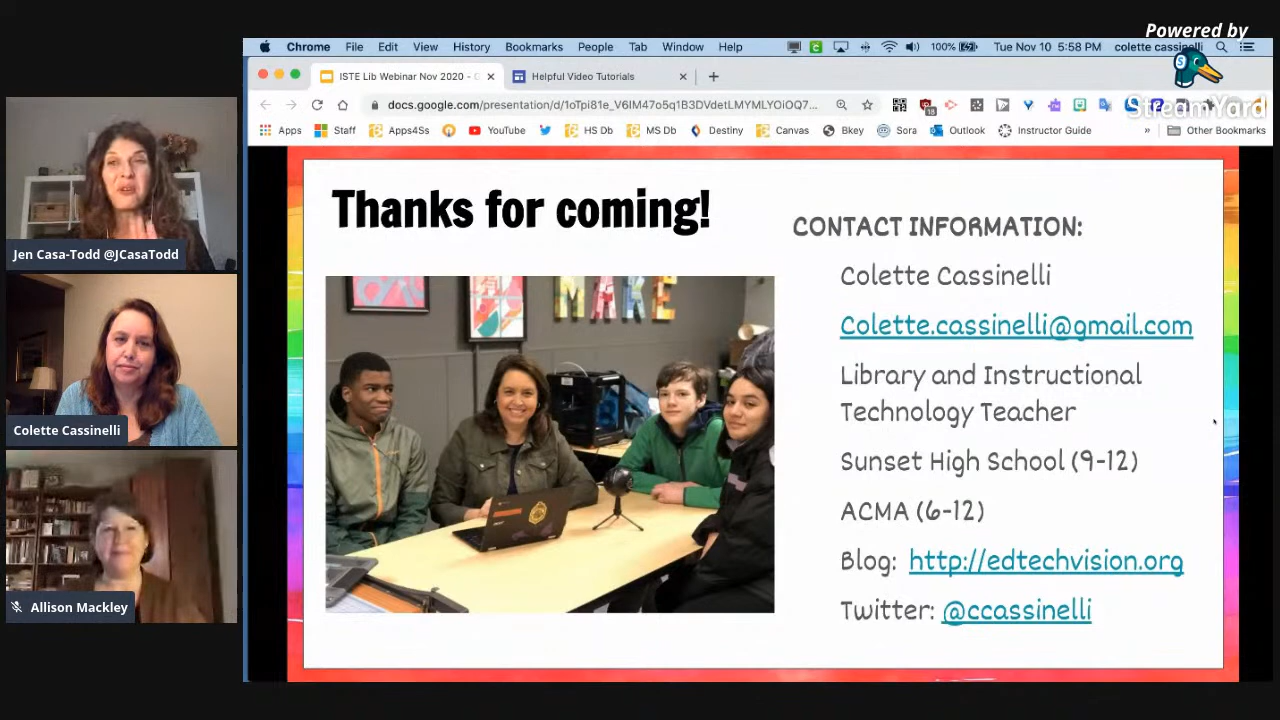 Powered by
StreamYard
Chrome File Edit View History Bookmarks People Tab Window Help 100% Tue Nov 10 5:58 PM colette cassinelli
ISTE Lib Webinar Nov 2020 - Helpful Video Tutorials
docs.google.com/presentation/d/1oTpi81e_V6IM47o5q1B3DVdetLMYMLYOiOQ7...
Apps Staff Apps4Ss YouTube HS Db MS Db Destiny Canvas Bkey Sora Outlook Instructor Guide » Other Bookmarks
Jen Casa-Todd @JCasaTodd
Colette Cassinelli
Allison Mackley
Thanks for coming!
MAKE
CONTACT INFORMATION:
Colette Cassinelli
Colette.cassinelli@gmail.com
Library and Instructional
Technology Teacher
Sunset High School (9-12)
ACMA (6-12)
Blog: http://edtechvision.org
Twitter: @ccassinelli